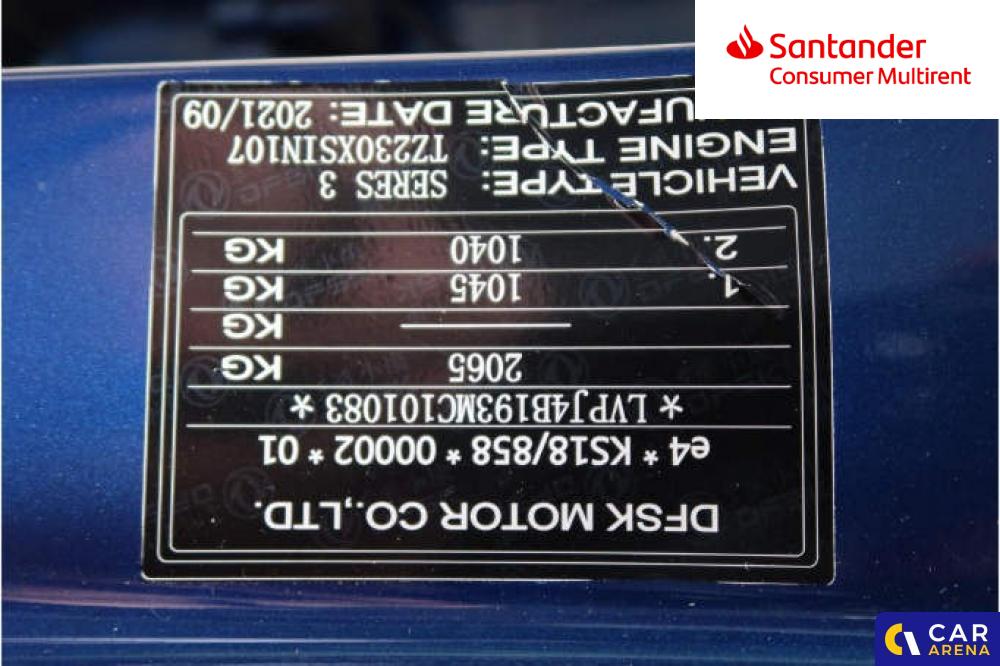 Santander
Consumer Multirent
DFSK MOTOR CO.,LTD.
e4 * KS18/858 * 00002 * 01
* LVPJ4B193MC101083 *
2065 KG
KG
1. 1045 KG
2. 1040 KG
VEHICLE TYPE: SERES 3
ENGINE TYPE: TZ230XSIN107
UFACTURE DATE: 2021/09
CAR
ARENA